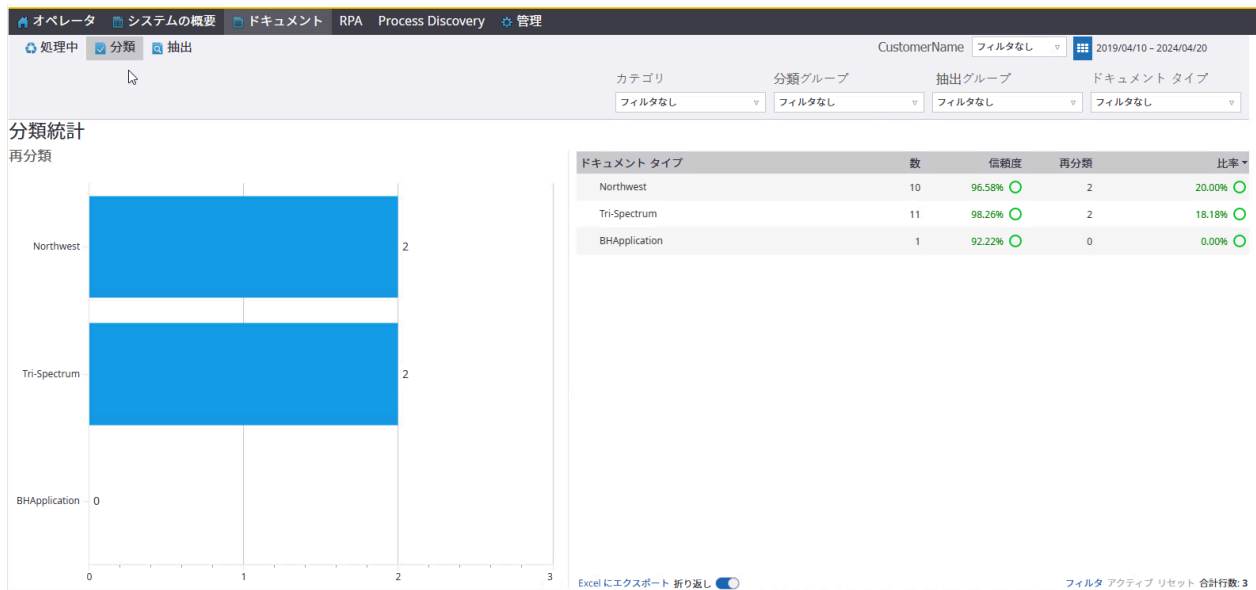 オペレータ システムの概要 ドキュメント RPA Process Discovery 管理
処理中 分類 抽出 CustomerName フィルタなし 2019/04/10 – 2024/04/20
カテゴリ 分類グループ 抽出グループ ドキュメント タイプ
フィルタなし フィルタなし フィルタなし フィルタなし
分類統計
再分類
Northwest 2
Tri-Spectrum 2
BHApplication 0
0 1 2 3
ドキュメント タイプ 数 信頼度 再分類 比率
Northwest 10 96.58% 2 20.00%
Tri-Spectrum 11 98.26% 2 18.18%
BHApplication 1 92.22% 0 0.00%
Excel にエクスポート 折り返し フィルタ アクティブ リセット 合計行数: 3